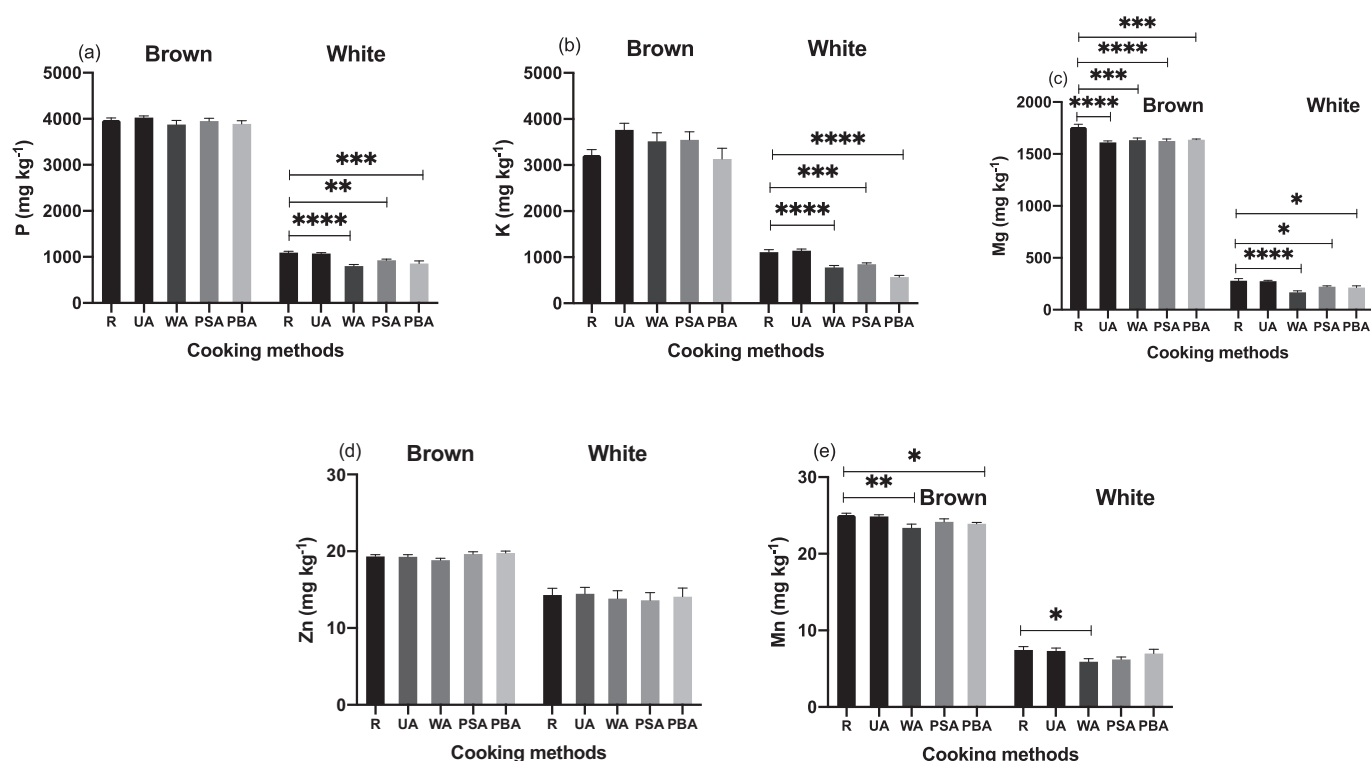 (a)
Brown White
***
**
****
P (mg kg-1)
5000
4000
3000
2000
1000
0
R UA WA PSA PBA R UA WA PSA PBA
Cooking methods
(b)
Brown White
****
***
****
K (mg kg-1)
5000
4000
3000
2000
1000
0
R UA WA PSA PBA R UA WA PSA PBA
Cooking methods
(c)
***
****
***
****
Brown White
*
*
****
Mg (mg kg-1)
2000
1500
1000
500
0
R UA WA PSA PBA R UA WA PSA PBA
Cooking methods
(d)
Brown White
Zn (mg kg-1)
30
20
10
0
R UA WA PSA PBA R UA WA PSA PBA
Cooking methods
(e)
*
**
Brown White
*
Mn (mg kg-1)
30
20
10
0
R UA WA PSA PBA R UA WA PSA PBA
Cooking methods